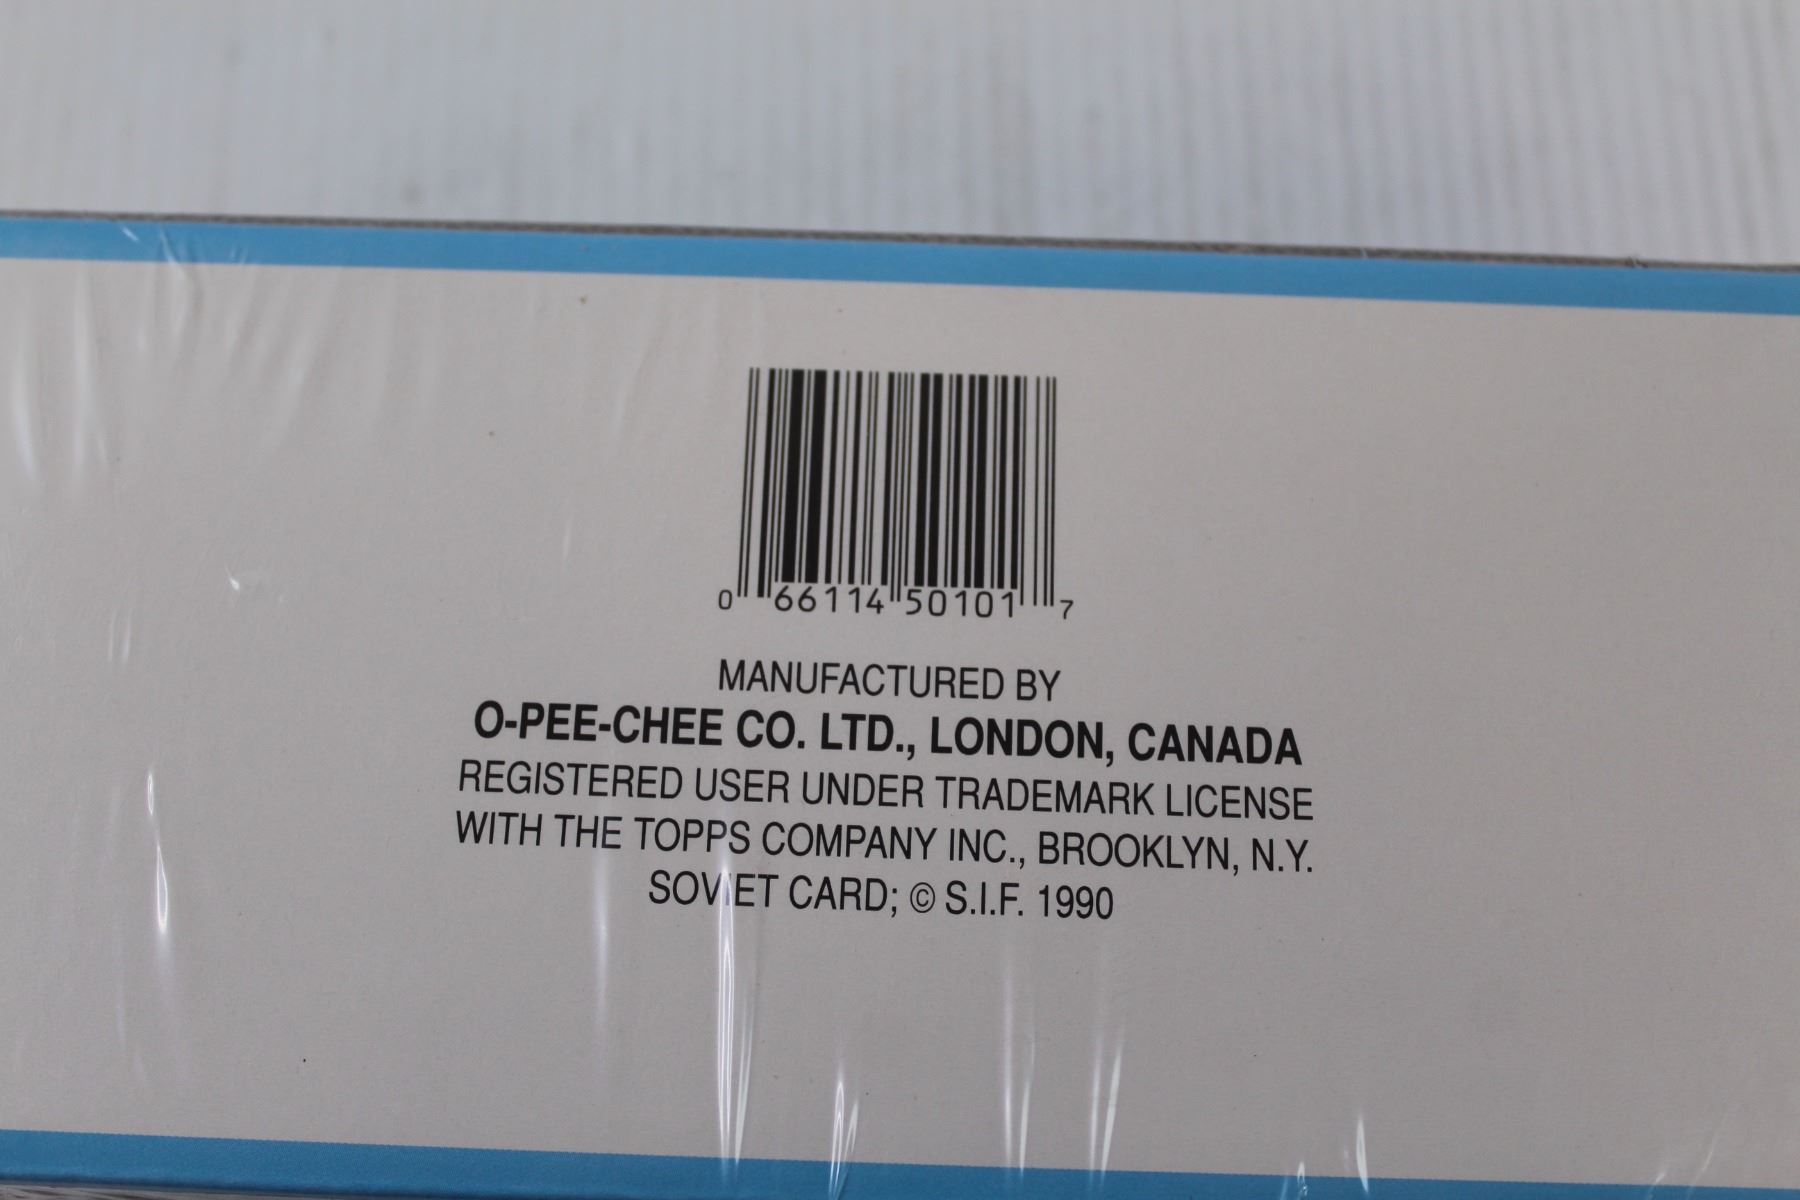 0 66114 50101 7
MANUFACTURED BY
O-PEE-CHEE CO. LTD., LONDON, CANADA
REGISTERED USER UNDER TRADEMARK LICENSE
WITH THE TOPPS COMPANY INC., BROOKLYN, N.Y.
SOVIET CARD; © S.I.F. 1990